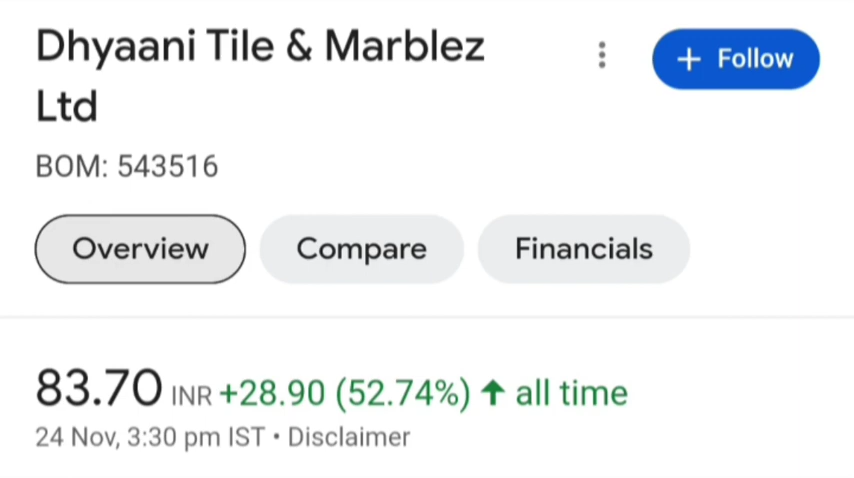 Dhyaani Tile & Marblez
Ltd
+ Follow
BOM: 543516
Overview
Compare
Financials
83.70 INR +28.90 (52.74%) ↑ all time
24 Nov, 3:30 pm IST • Disclaimer